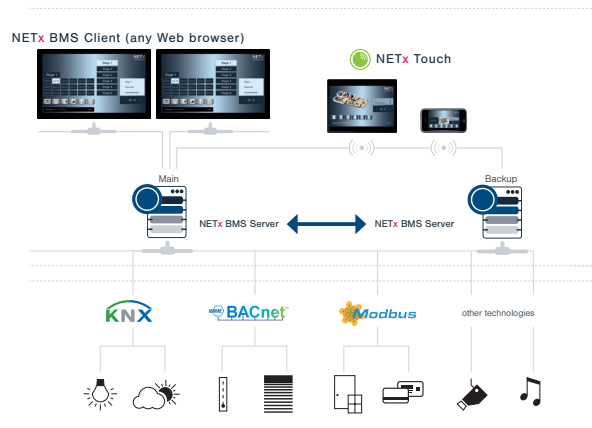 NETx BMS Client (any Web browser)
NETx Touch
Main
Backup
NETx BMS Server
NETx BMS Server
KNX
BACnet™
Modbus
other technologies